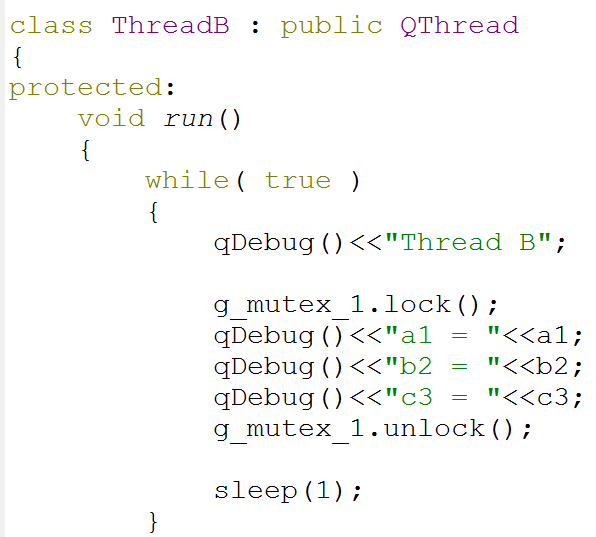 class ThreadB : public QThread
{
protected:
    void run()
    {
        while( true )
        {
            qDebug()<<"Thread B";

            g_mutex_1.lock();
            qDebug()<<"a1 = "<<a1;
            qDebug()<<"b2 = "<<b2;
            qDebug()<<"c3 = "<<c3;
            g_mutex_1.unlock();

            sleep(1);
        }